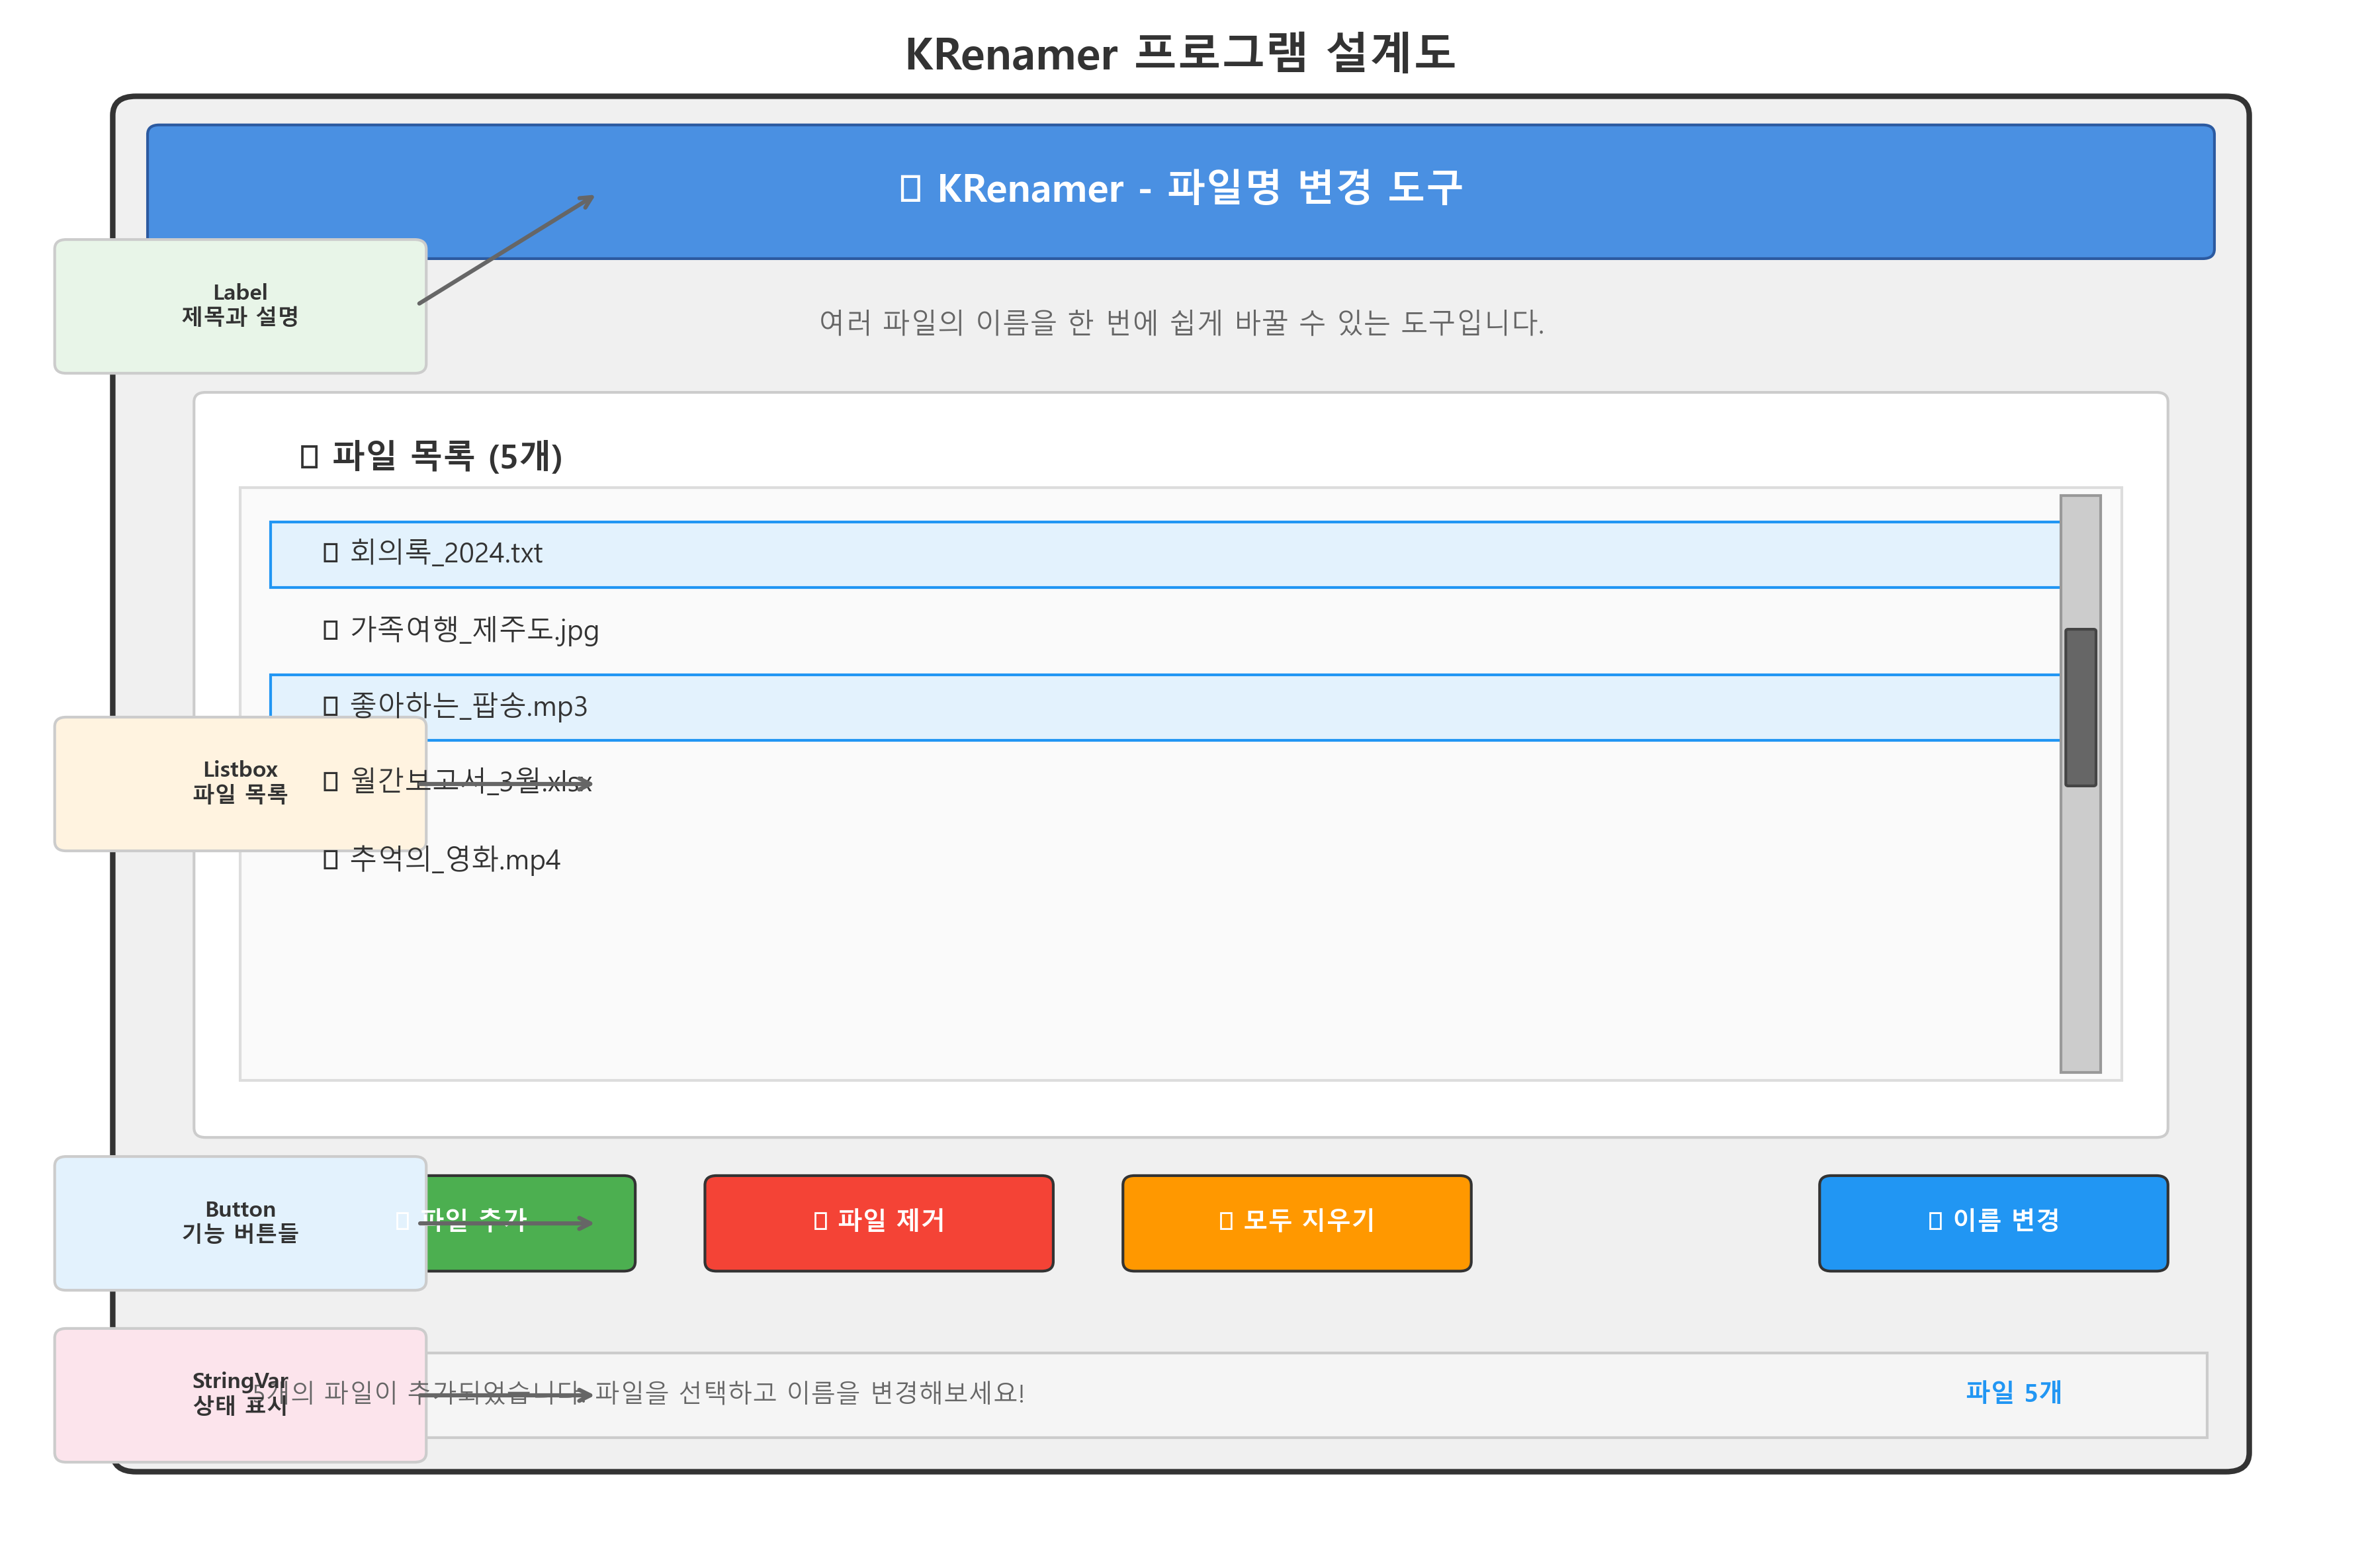 KRenamer 프로그램 설계도
KRenamer - 파일명 변경 도구
Label
제목과 설명
여러 파일의 이름을 한 번에 쉽게 바꿀 수 있는 도구입니다.
파일 목록 (5개)
회의록_2024.txt
가족여행_제주도.jpg
좋아하는_팝송.mp3
Listbox
파일 목록
월간보고서_3월.xlsx
추억의_영화.mp4
Button
기능 버튼들
파일 추가
파일 제거
모두 지우기
이름 변경
StringVar
상태 표시
5개의 파일이 추가되었습니다. 파일을 선택하고 이름을 변경해보세요!
파일 5개